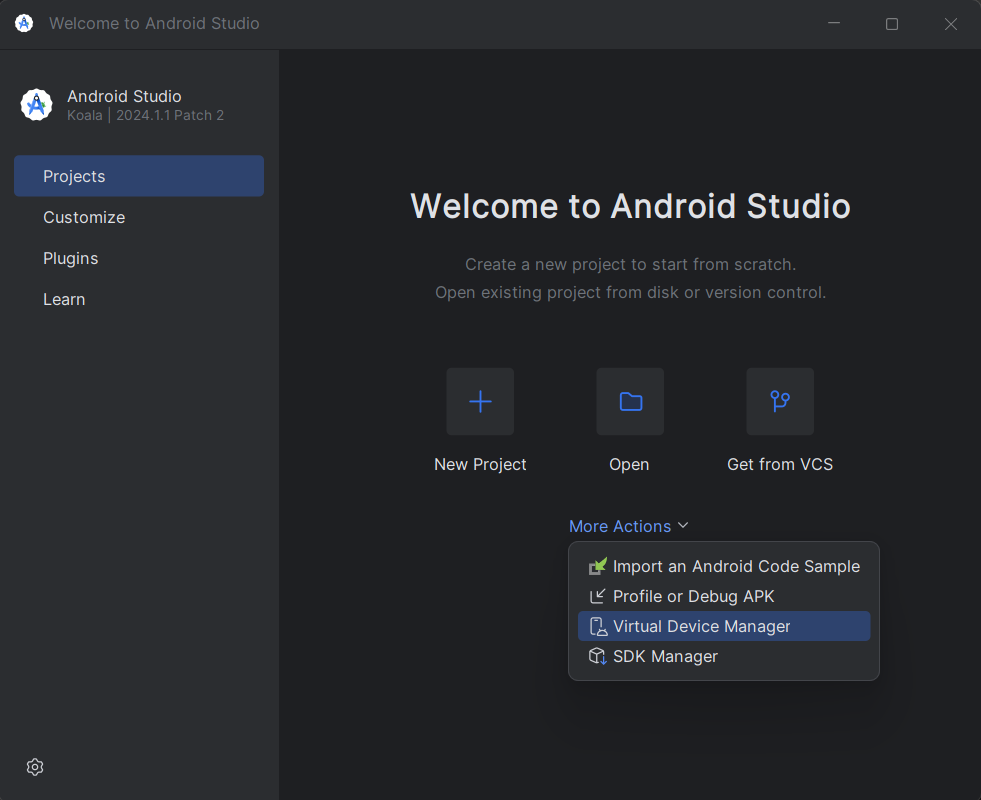 Welcome to Android Studio
Android Studio
Koala | 2024.1.1 Patch 2
Projects
Customize
Plugins
Learn
Welcome to Android Studio
Create a new project to start from scratch.
Open existing project from disk or version control.
New Project
Open
Get from VCS
More Actions
Import an Android Code Sample
Profile or Debug APK
Virtual Device Manager
SDK Manager